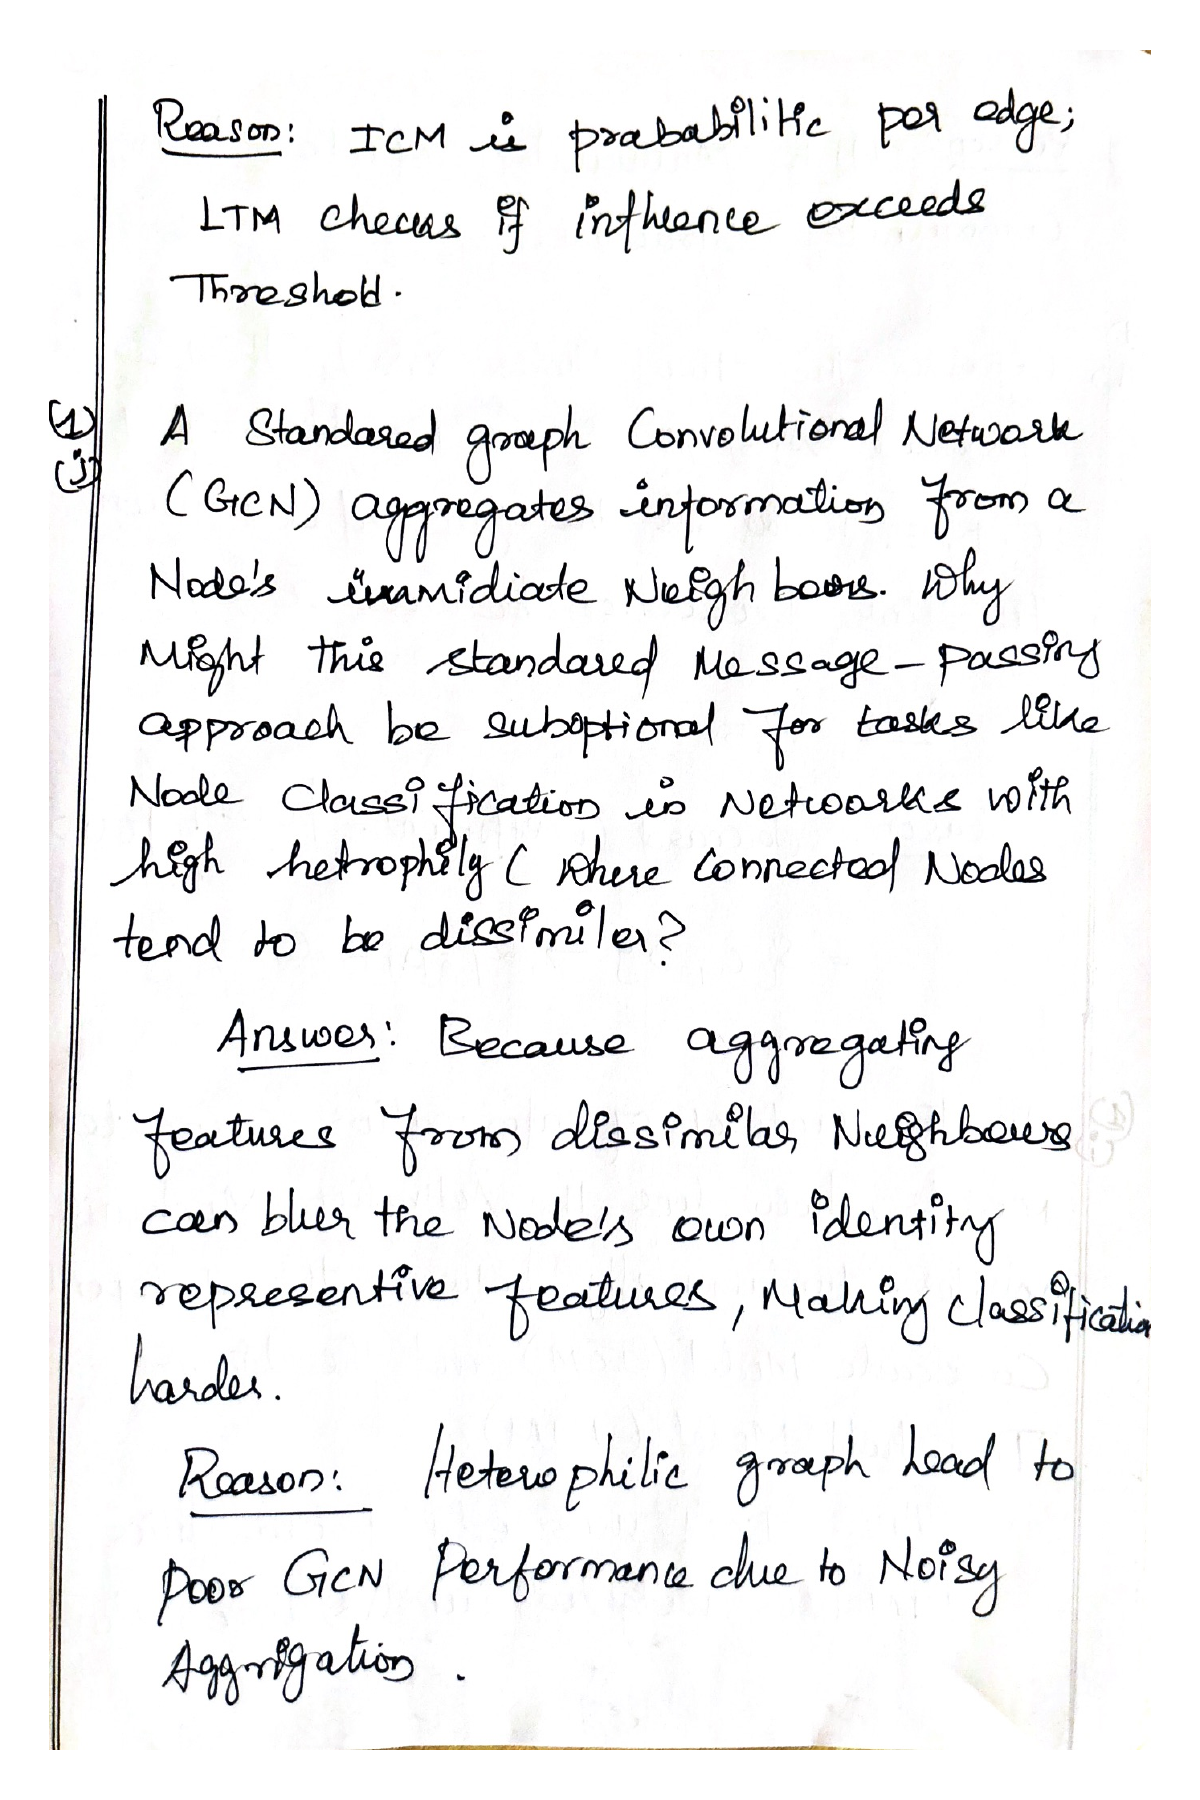 Reason: ICM is prababilitic per edge;
LTM checks if influence exceeds
Threshold.
(1) A Standared graph Convolutional Network
(j) (GCN) aggregates information from a
Node's immidiate Neighbours. Why
Might this standared Message-passing
approach be suboptional for tasks like
Node Classification in Networks with
high hetrophily ( where connected Nodes
tend to be dissimiler?
Answer: Because aggregating
features from dissimilar Neighbours
can bluer the Node's own identity
representive features, Making classification
harder.
Reason: Heterophilic graph Lead to
poor GCN Performance due to Noisy
Aggrigation.